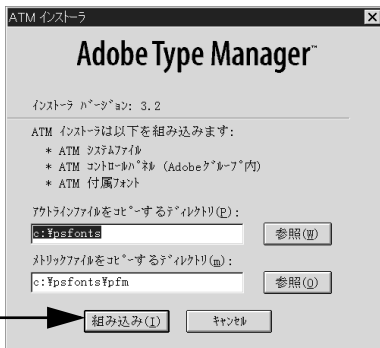 ATM インストーラ
Adobe Type Manager™
インストーラ バージョン: 3.2
ATM インストーラは以下を組み込みます:
* ATM システムファイル
* ATM コントロールパネル (Adobeグループ内)
* ATM 付属フォント
アウトラインファイルをコピーするディレクトリ(P):
c:¥psfonts
参照(W)
メトリックファイルをコピーするディレクトリ(m):
c:¥psfonts¥pfm
参照(O)
組み込み(I)
キャンセル